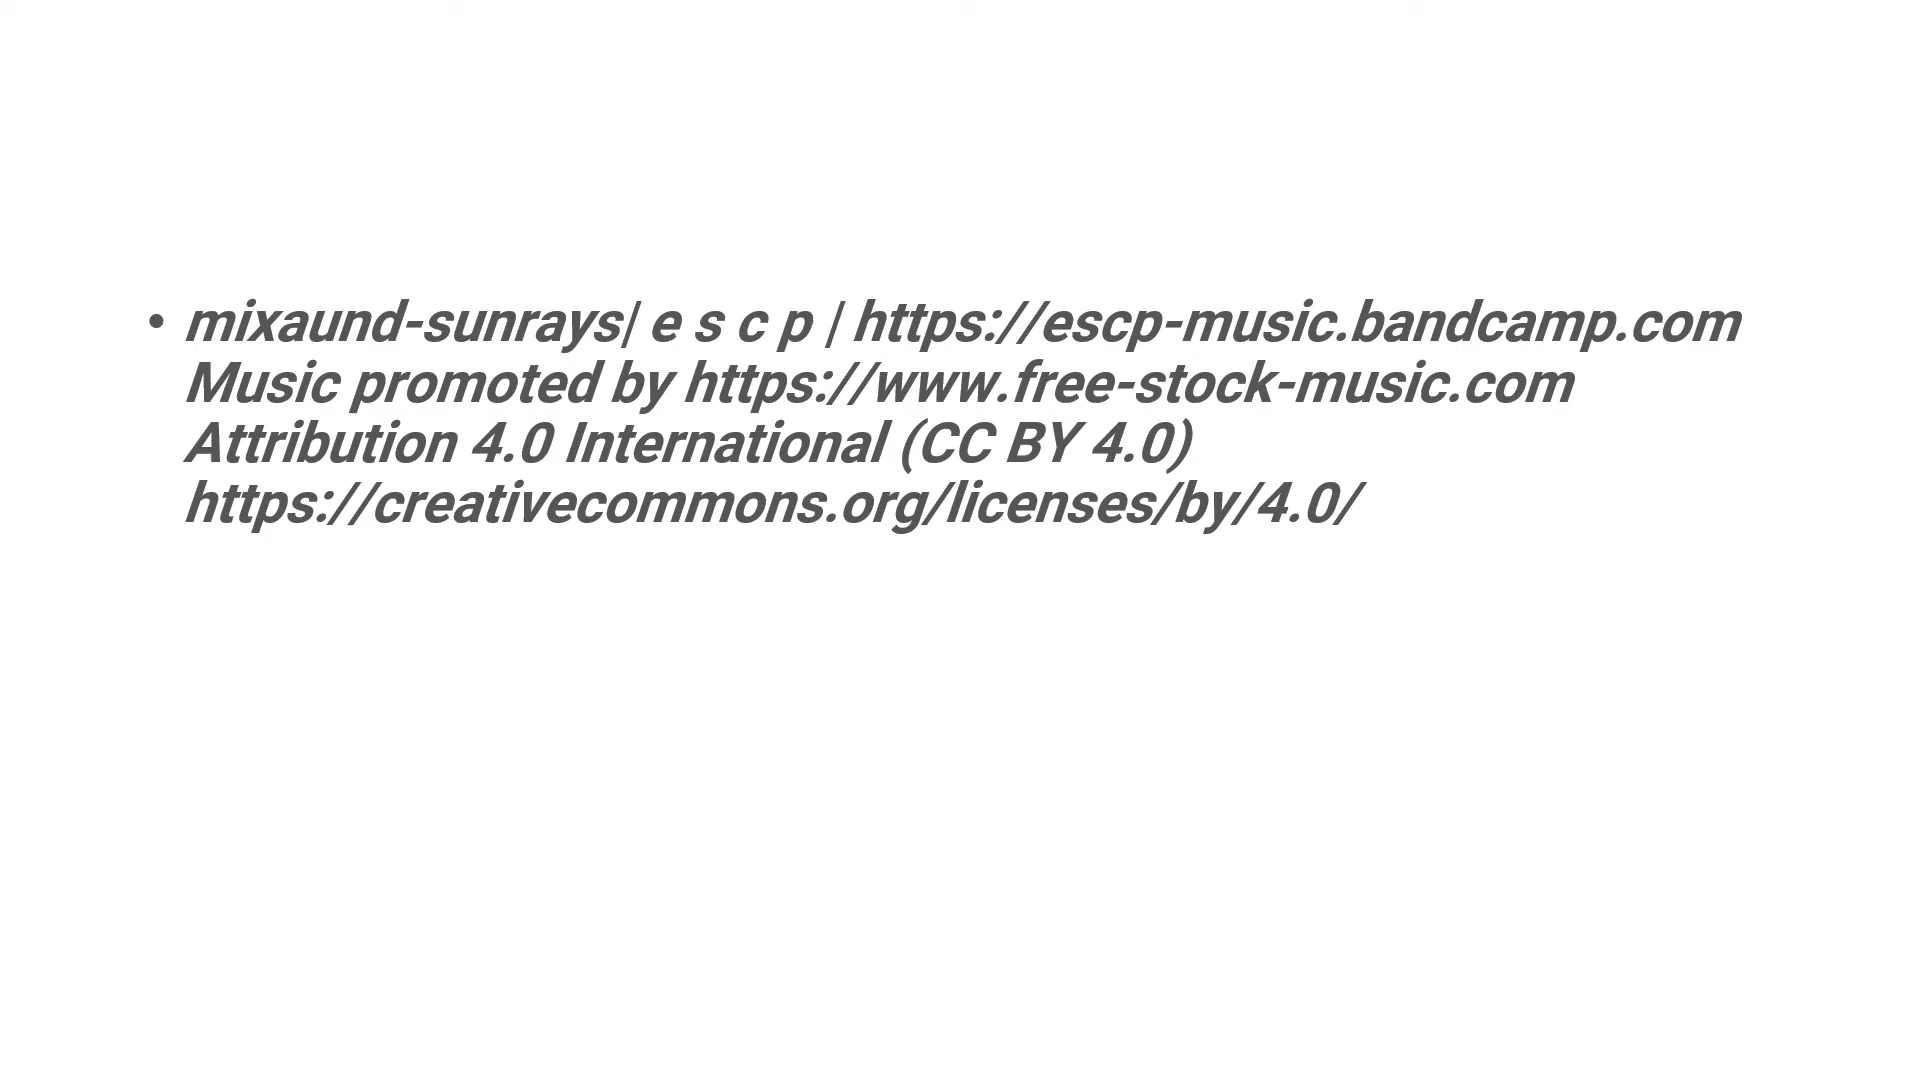 • mixaund-sunrays| e s c p | https://escp-music.bandcamp.com
Music promoted by https://www.free-stock-music.com
Attribution 4.0 International (CC BY 4.0)
https://creativecommons.org/licenses/by/4.0/